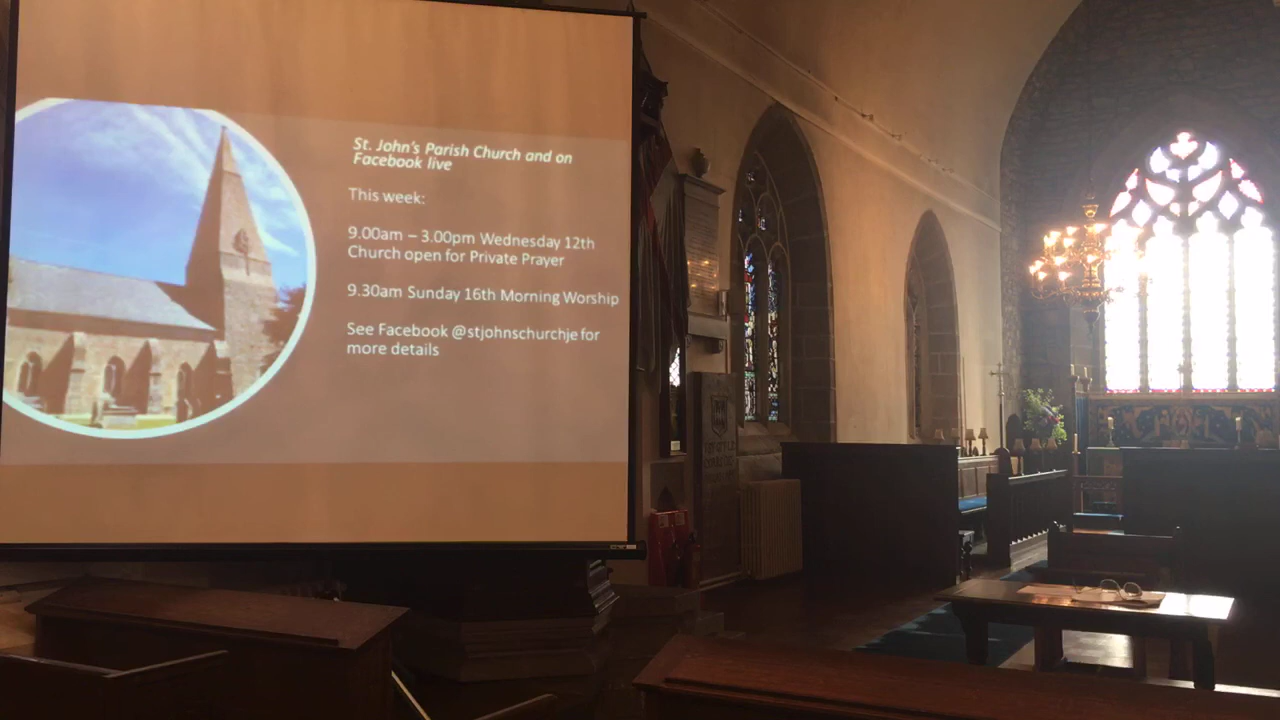 St. John's Parish Church and on
Facebook live
This week:
9.00am – 3.00pm Wednesday 12th
Church open for Private Prayer
9.30am Sunday 16th Morning Worship
See Facebook @stjohnschurchje for
more details